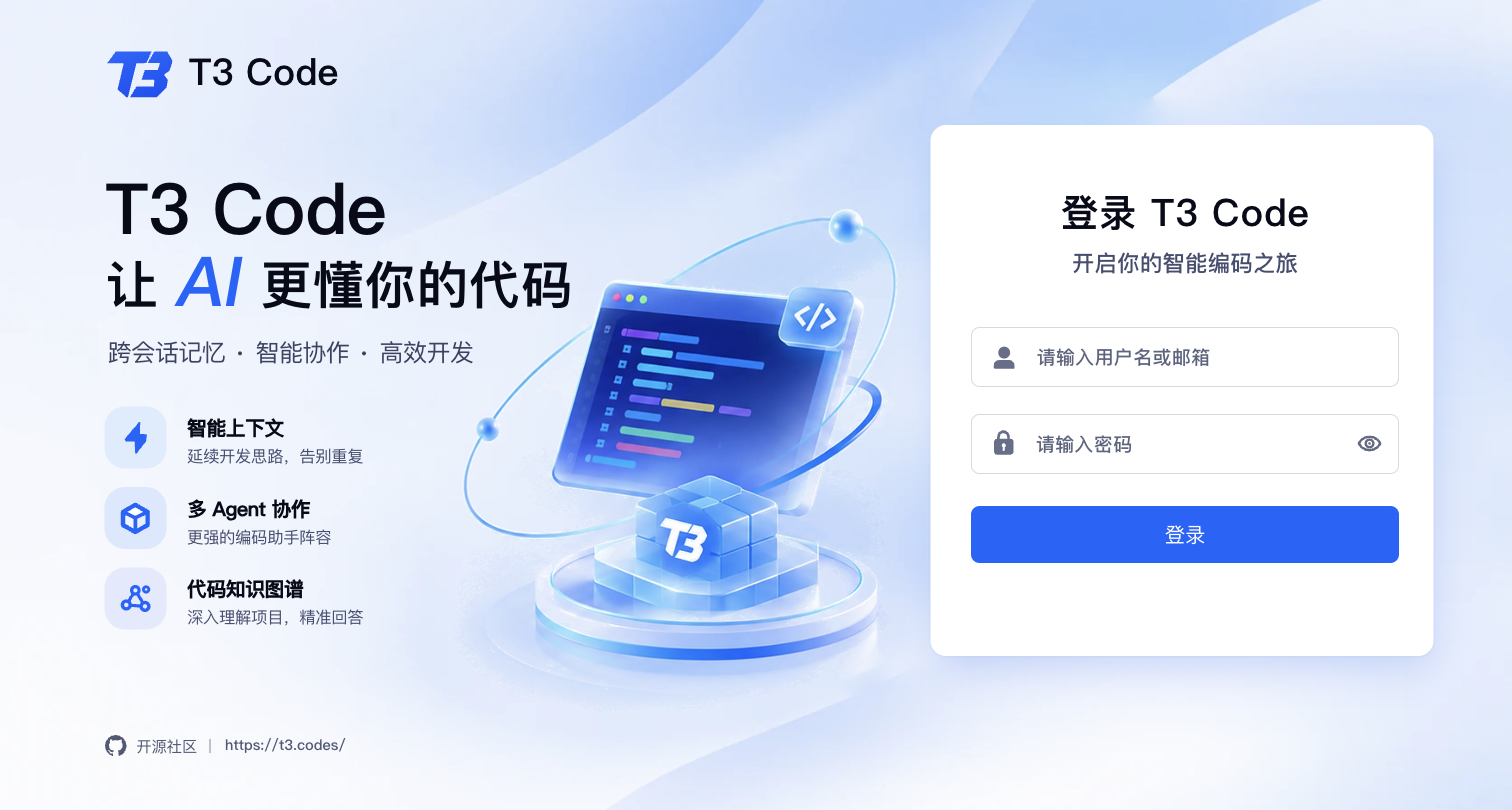 T3 T3 Code
T3 Code
让 AI 更懂你的代码
跨会话记忆 · 智能协作 · 高效开发
智能上下文
延续开发思路，告别重复
多 Agent 协作
更强的编码助手阵容
代码知识图谱
深入理解项目，精准回答
开源社区 | https://t3.codes/
</>
T3
登录 T3 Code
开启你的智能编码之旅
请输入用户名或邮箱
请输入密码
登录